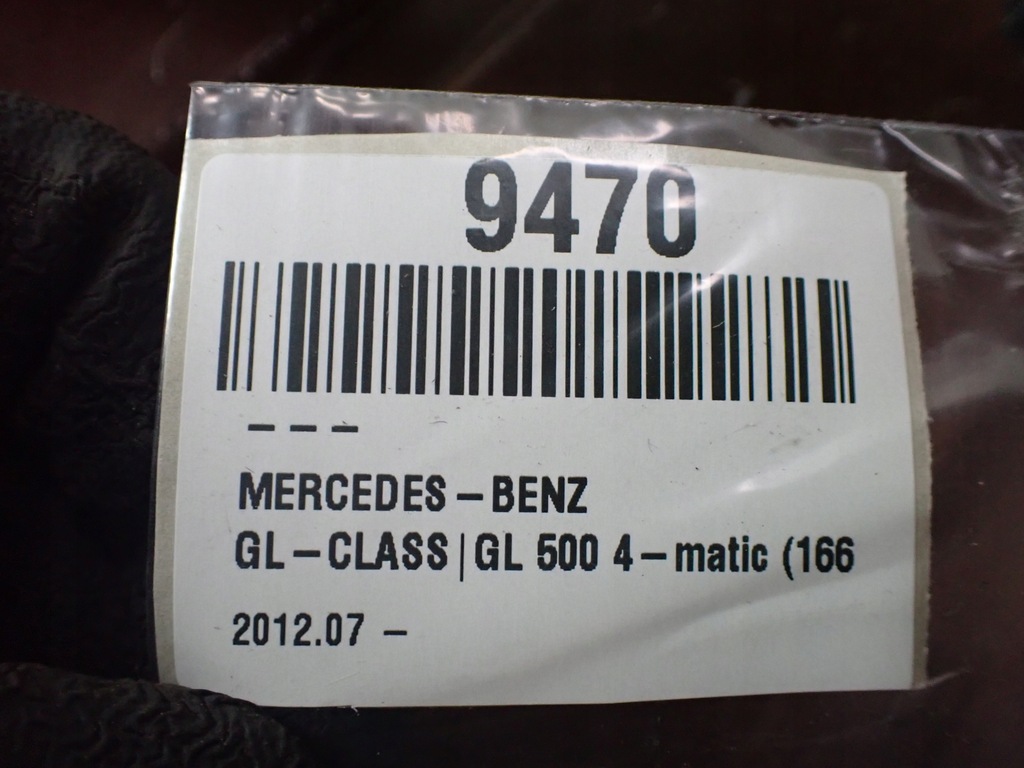 9470
---
MERCEDES-BENZ
GL-CLASS|GL 500 4-matic (166
2012.07 -